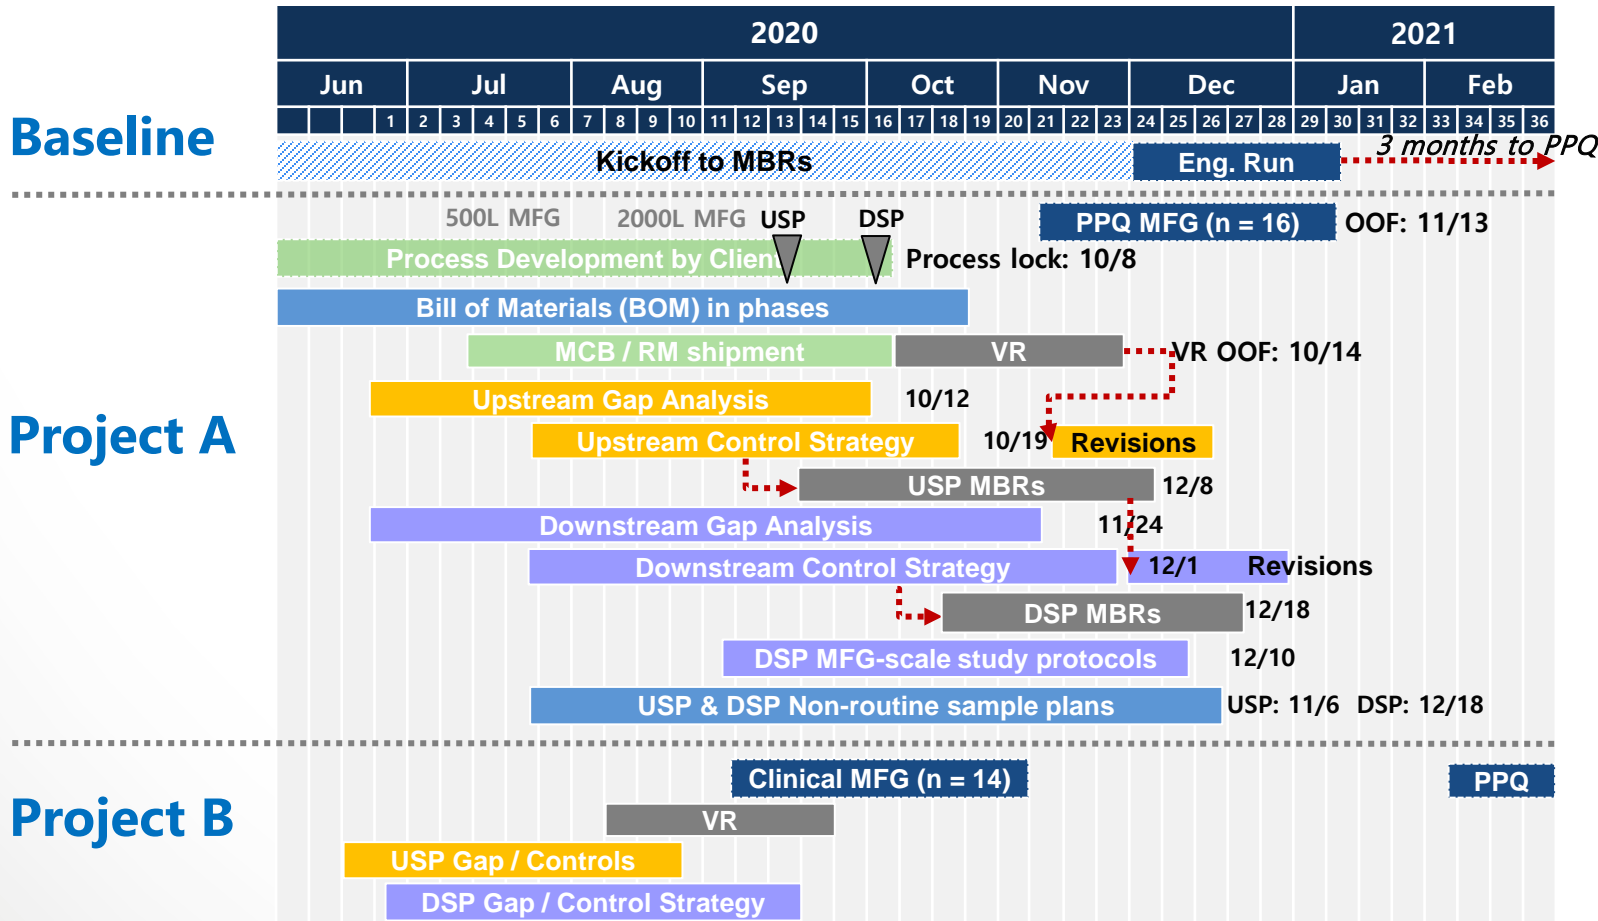 2020 2021
Jun Jul Aug Sep Oct Nov Dec Jan Feb
1 2 3 4 5 6 7 8 9 10 11 12 13 14 15 16 17 18 19 20 21 22 23 24 25 26 27 28 29 30 31 32 33 34 35 36
Baseline
Kickoff to MBRs
Eng. Run
3 months to PPQ
500L MFG 2000L MFG USP DSP
PPQ MFG (n = 16) OOF: 11/13
Process Development by Client
Process lock: 10/8
Bill of Materials (BOM) in phases
MCB / RM shipment VR VR OOF: 10/14
Project A
Upstream Gap Analysis 10/12
Upstream Control Strategy 10/19 Revisions
USP MBRs 12/8
Downstream Gap Analysis 11/24
Downstream Control Strategy 12/1 Revisions
DSP MBRs 12/18
DSP MFG-scale study protocols 12/10
USP & DSP Non-routine sample plans USP: 11/6 DSP: 12/18
Project B
Clinical MFG (n = 14) PPQ
VR
USP Gap / Controls
DSP Gap / Control Strategy